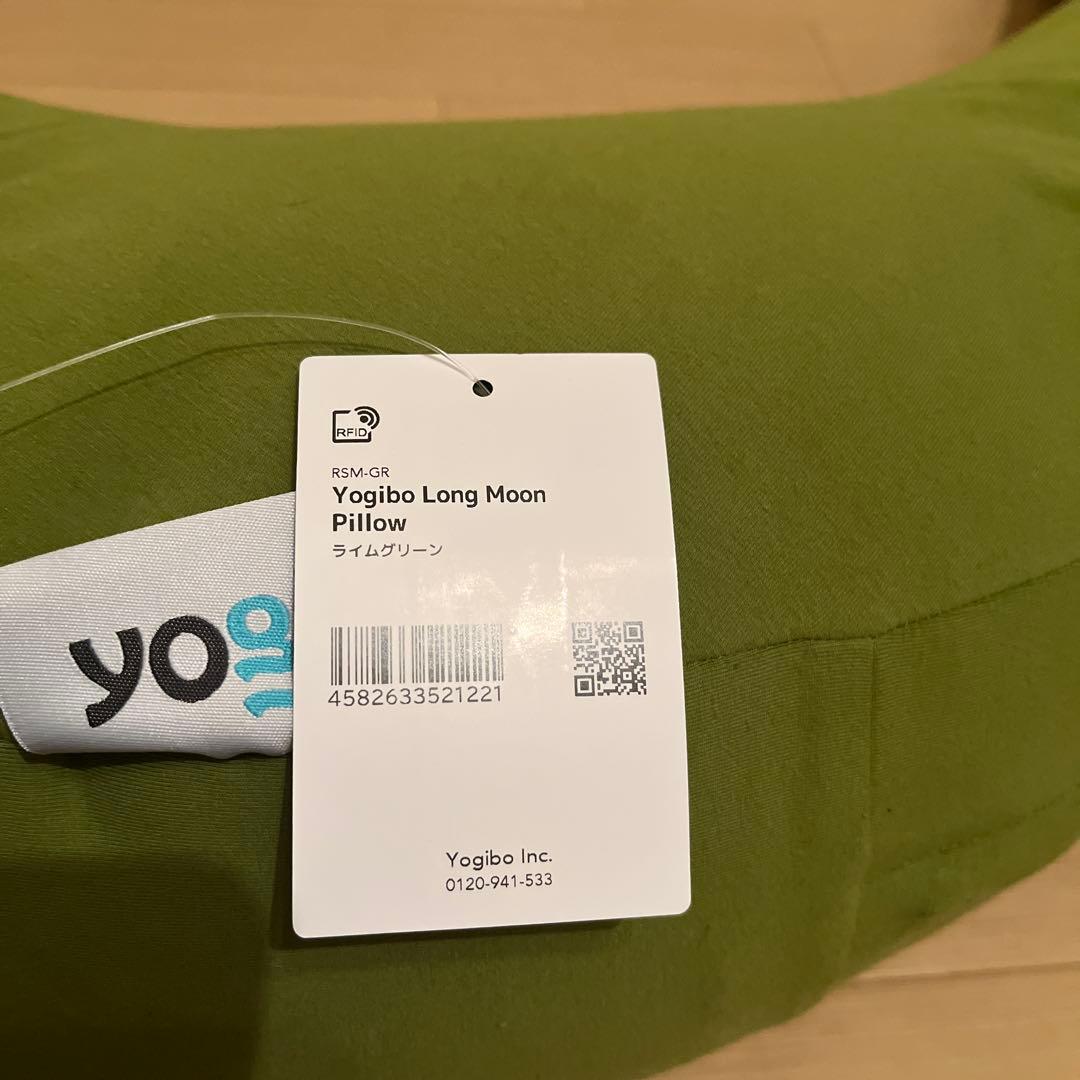 RFID
RSM-GR
Yogibo Long Moon
Pillow
ライムグリーン
4582633521221
Yogibo Inc.
0120-941-533
yog